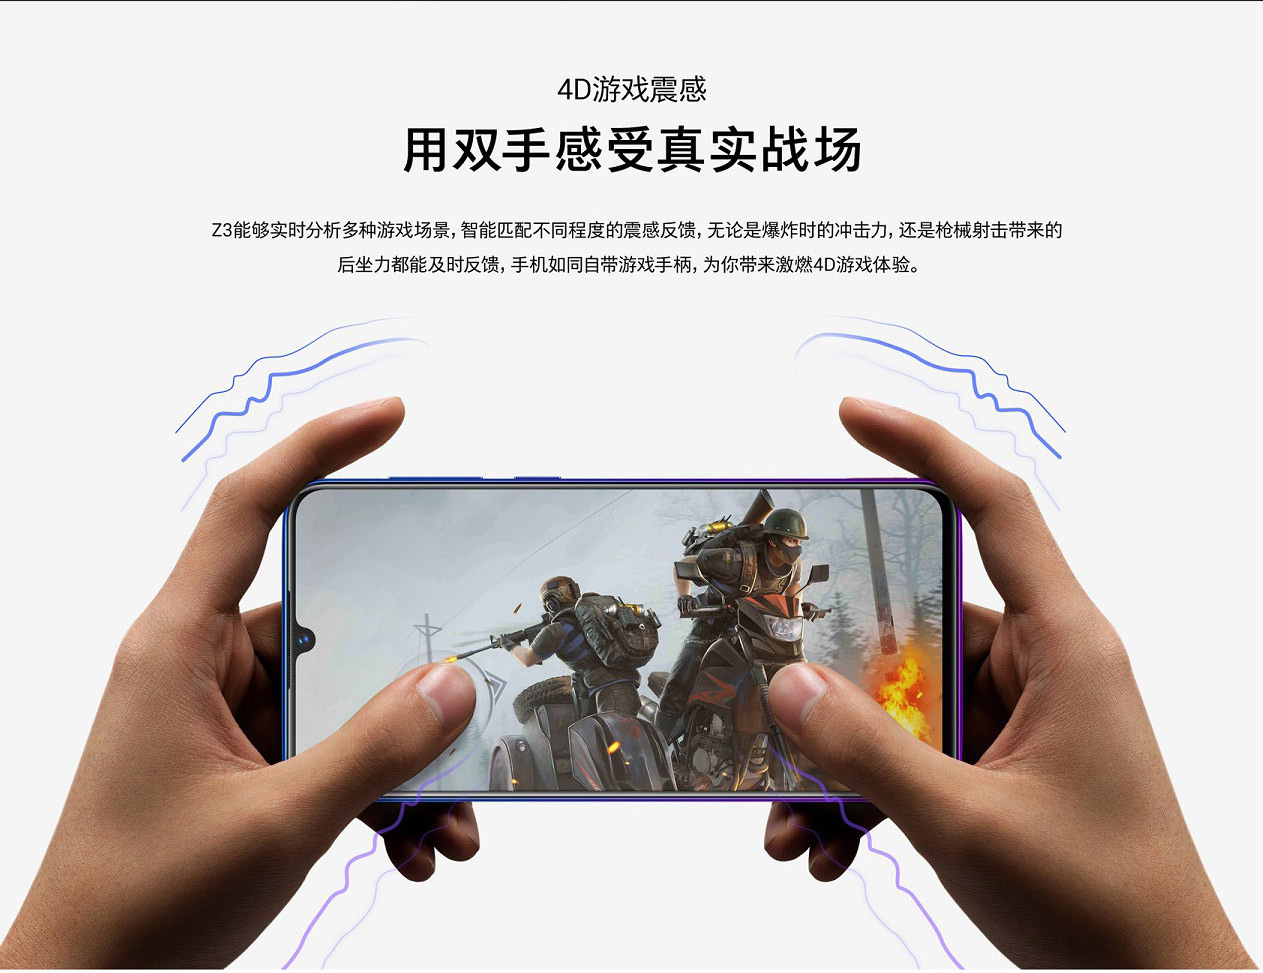 4D游戏震感
用双手感受真实战场
Z3能够实时分析多种游戏场景, 智能匹配不同程度的震感反馈, 无论是爆炸时的冲击力, 还是枪械射击带来的
后坐力都能及时反馈, 手机如同自带游戏手柄, 为你带来激燃4D游戏体验。